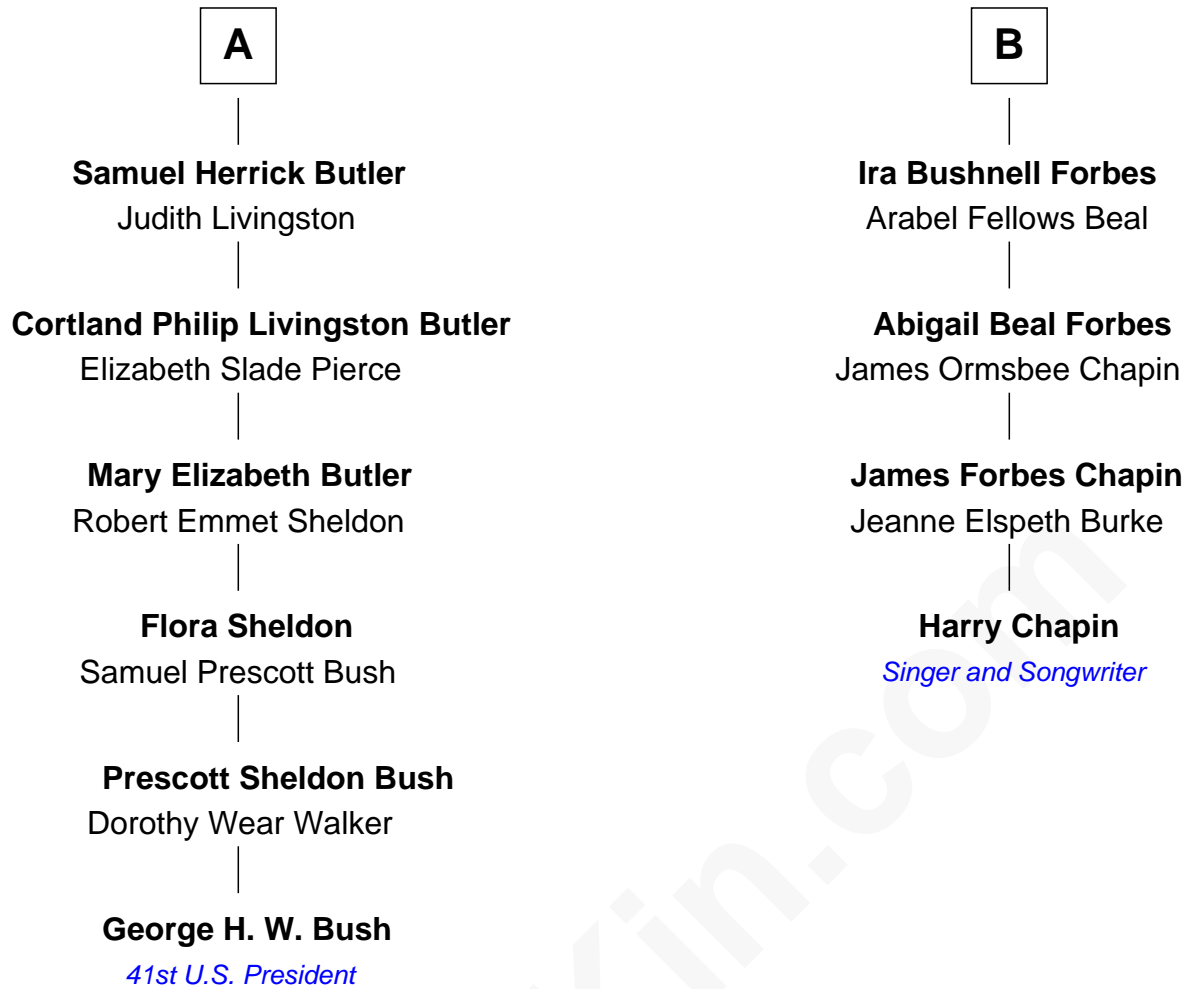 A
Samuel Herrick Butler
Judith Livingston
Cortland Philip Livingston Butler
Elizabeth Slade Pierce
Mary Elizabeth Butler
Robert Emmet Sheldon
Flora Sheldon
Samuel Prescott Bush
Prescott Sheldon Bush
Dorothy Wear Walker
George H. W. Bush
41st U.S. President
B
Ira Bushnell Forbes
Arabel Fellows Beal
Abigail Beal Forbes
James Ormsbee Chapin
James Forbes Chapin
Jeanne Elspeth Burke
Harry Chapin
Singer and Songwriter
Kin.com